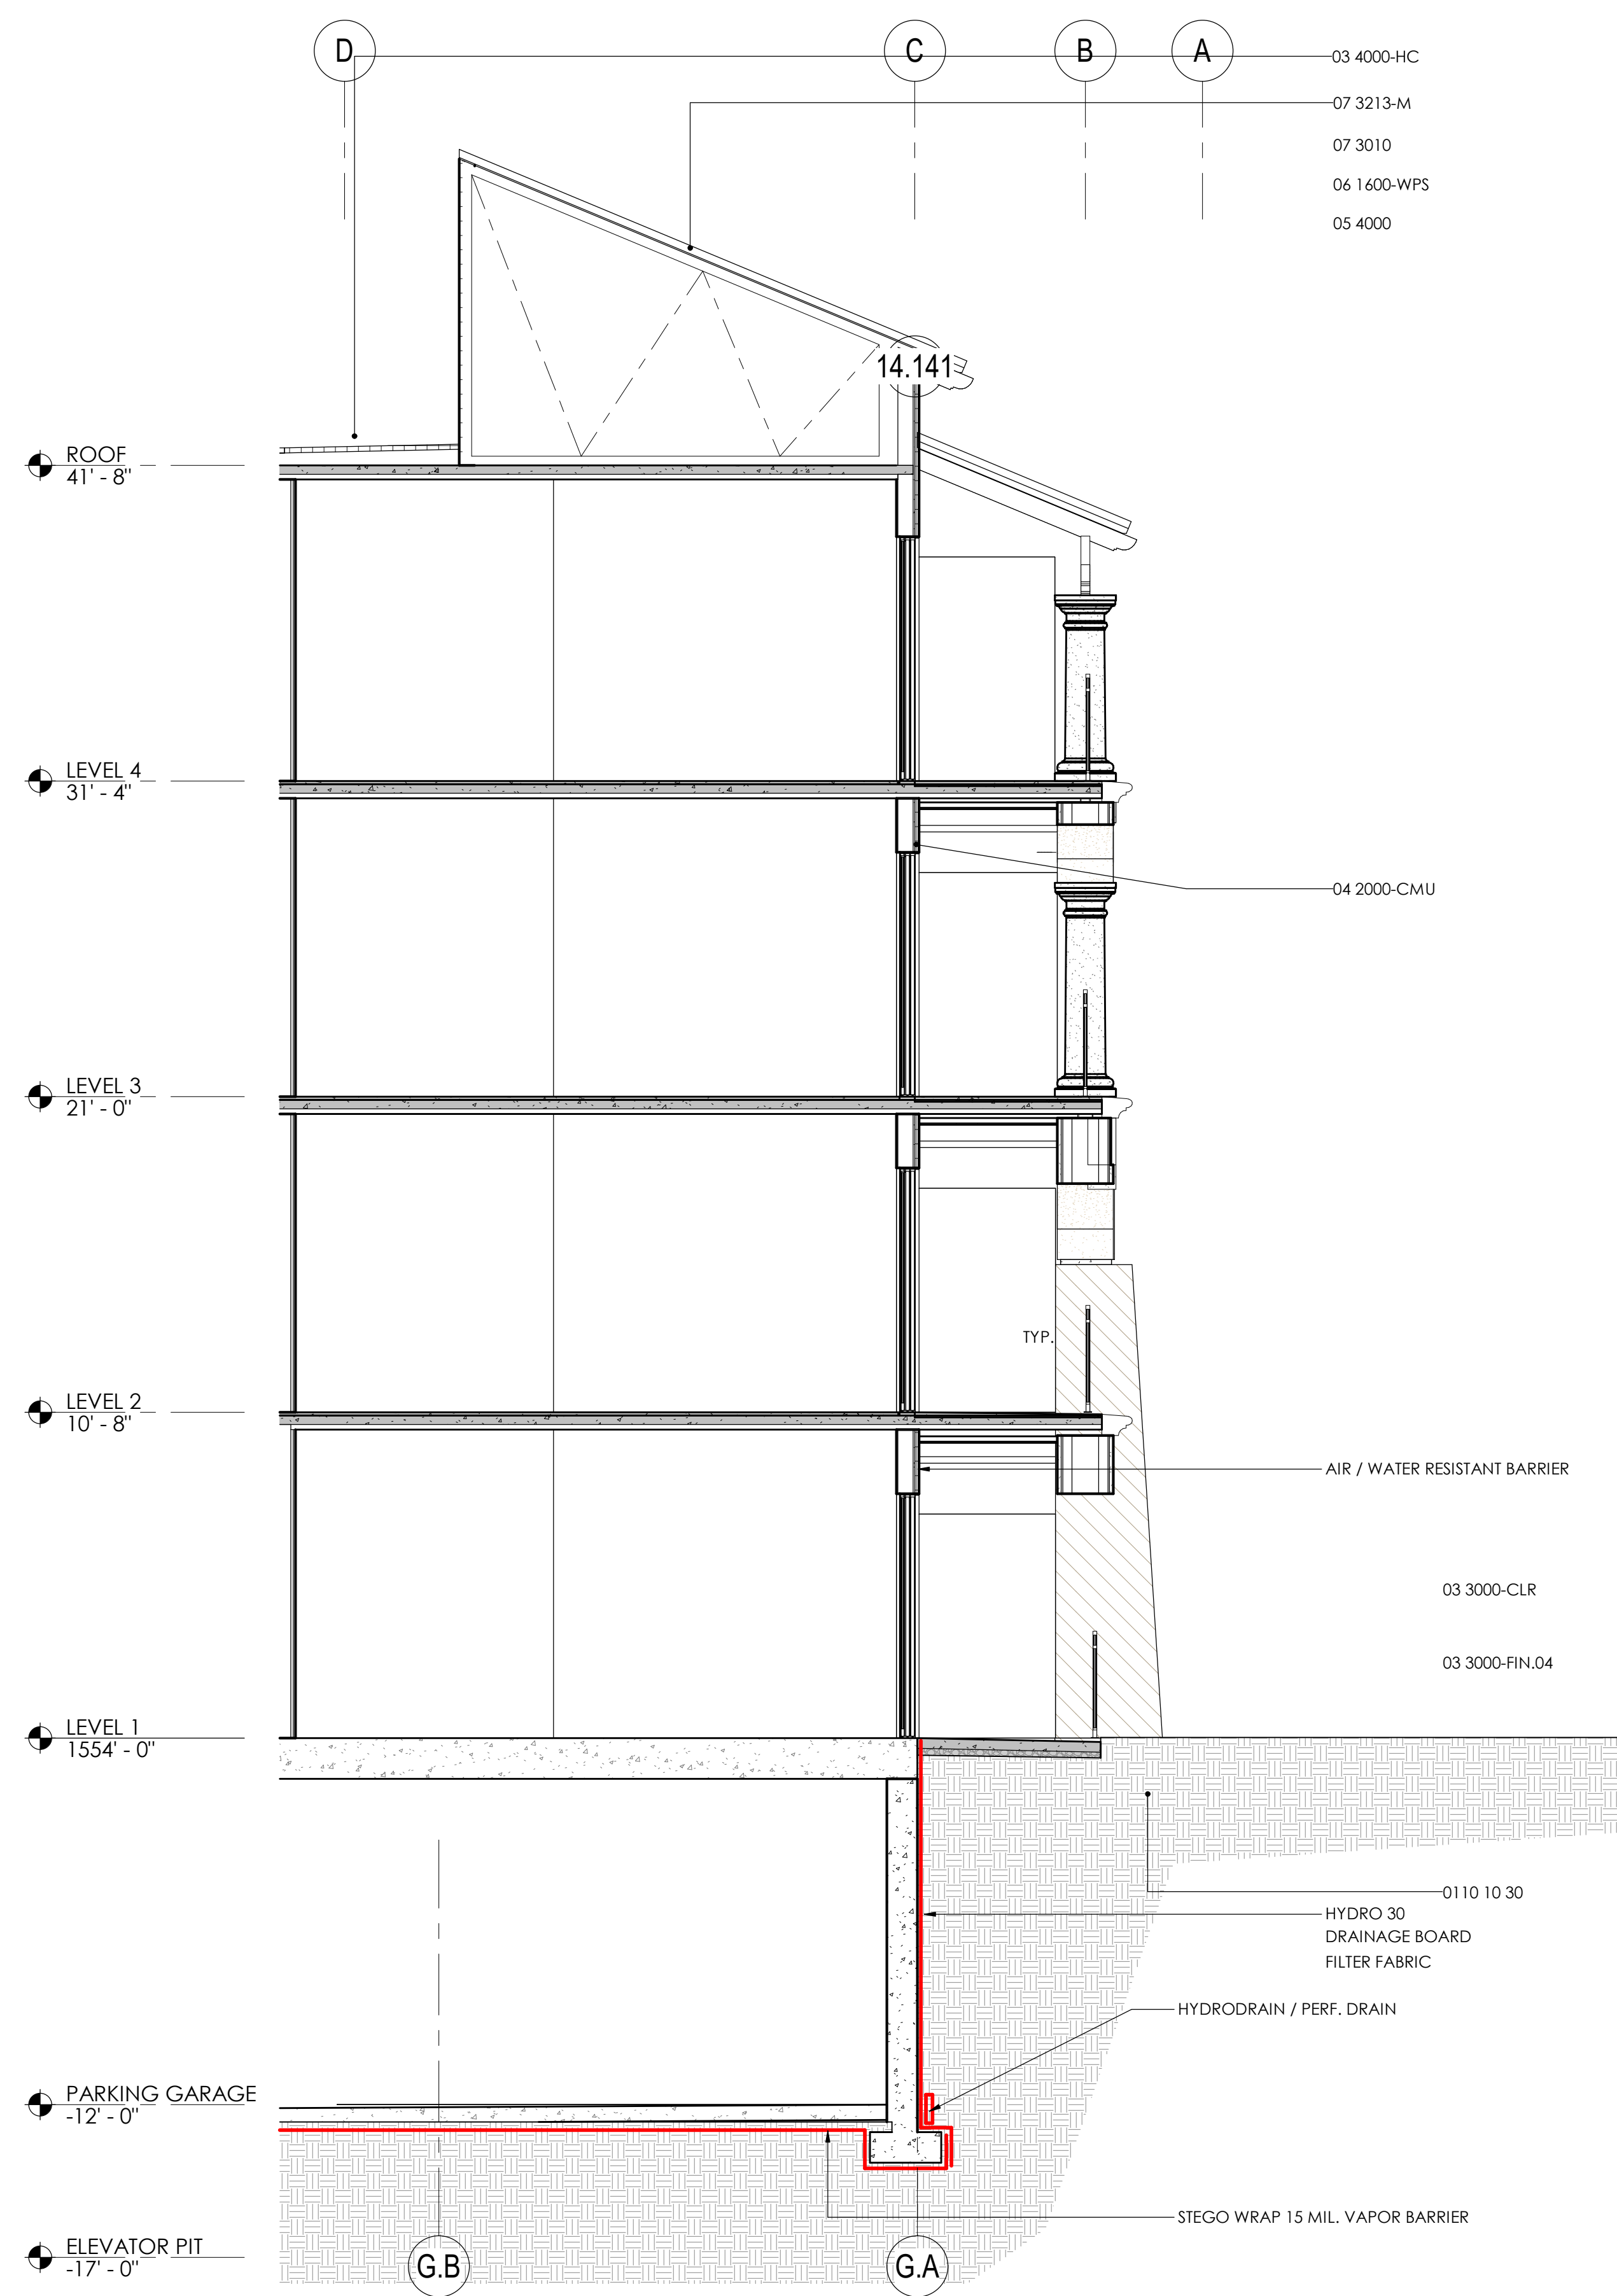 D
C
B
A
03 4000-HC
07 3213-M
07 3010
06 1600-WPS
05 4000
14.141
ROOF
41' - 8"
LEVEL 4
31' - 4"
04 2000-CMU
LEVEL 3
21' - 0"
TYP.
LEVEL 2
10' - 8"
AIR / WATER RESISTANT BARRIER
03 3000-CLR
03 3000-FIN.04
LEVEL 1
1554' - 0"
0110 10 30
HYDRO 30
DRAINAGE BOARD
FILTER FABRIC
HYDRODRAIN / PERF. DRAIN
PARKING GARAGE
-12' - 0"
STEGO WRAP 15 MIL. VAPOR BARRIER
ELEVATOR PIT
-17' - 0"
G.B
G.A